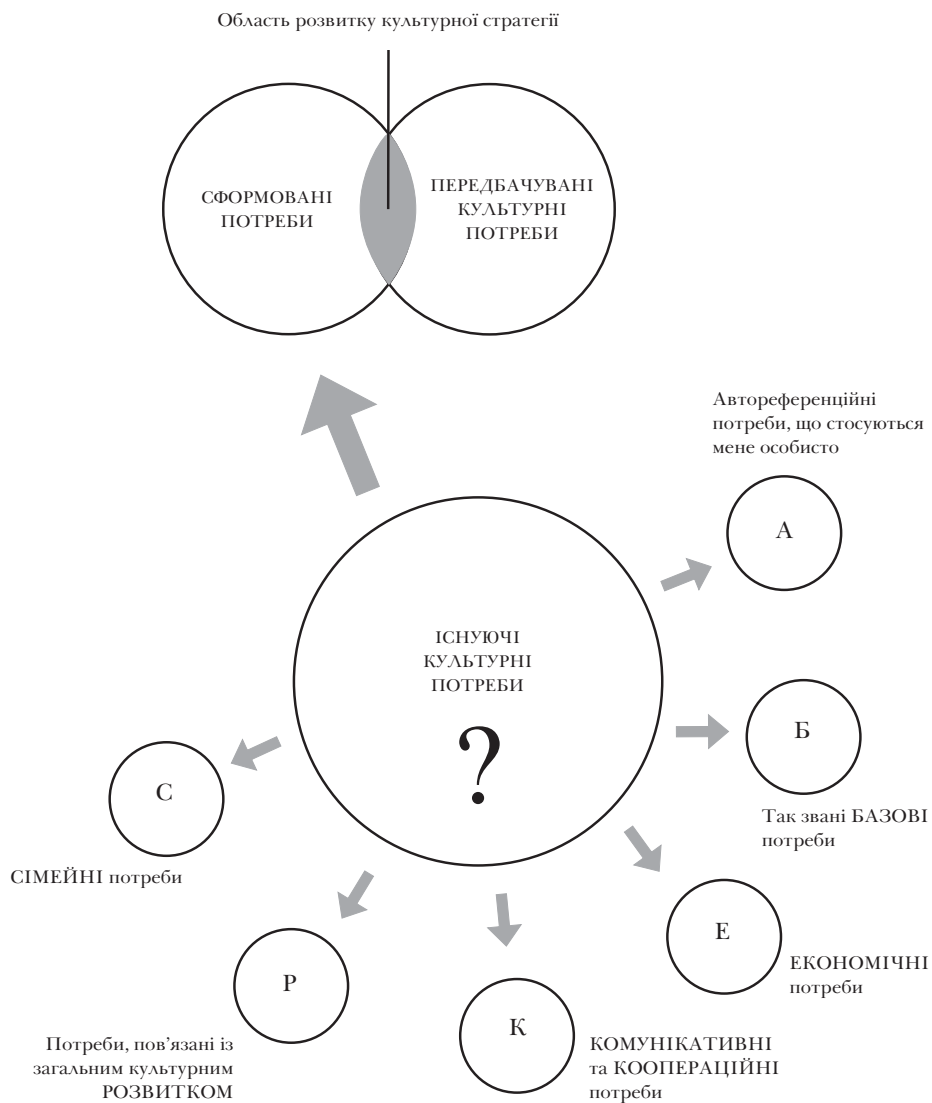 Область розвитку культурної стратегії
СФОРМОВАНІ
ПОТРЕБИ
ПЕРЕДБАЧУВАНІ
КУЛЬТУРНІ
ПОТРЕБИ
Автореференційні
потреби, що стосуються
мене особисто
А
ІСНУЮЧІ
КУЛЬТУРНІ
ПОТРЕБИ
?
Б
Так звані БАЗОВІ
потреби
С
СІМЕЙНІ потреби
Е
ЕКОНОМІЧНІ
потреби
Р
Потреби, пов'язані із
загальним культурним
РОЗВИТКОМ
К
КОМУНІКАТИВНІ
та КООПЕРАЦІЙНІ
потреби